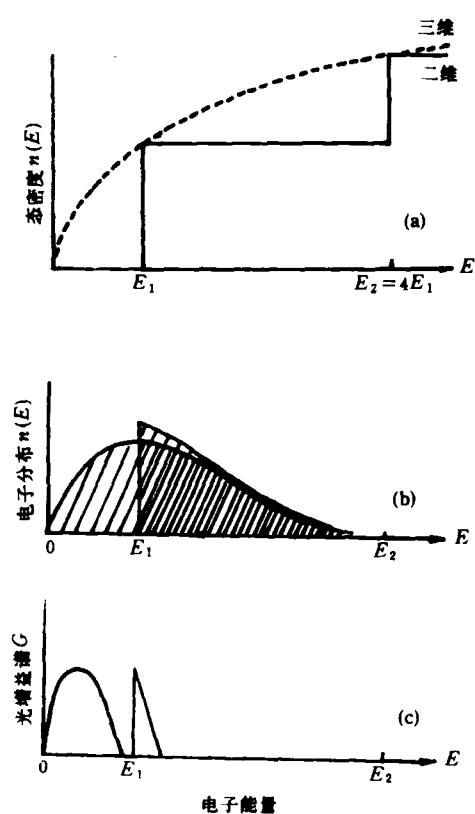 三维
二维
态密度 n(E)
(a)
E
E₁
E₂=4E₁
电子分布 n(E)
(b)
0
E₁
E₂
E
光增益谱 G
(c)
0
E₁
E₂
E
电子能量